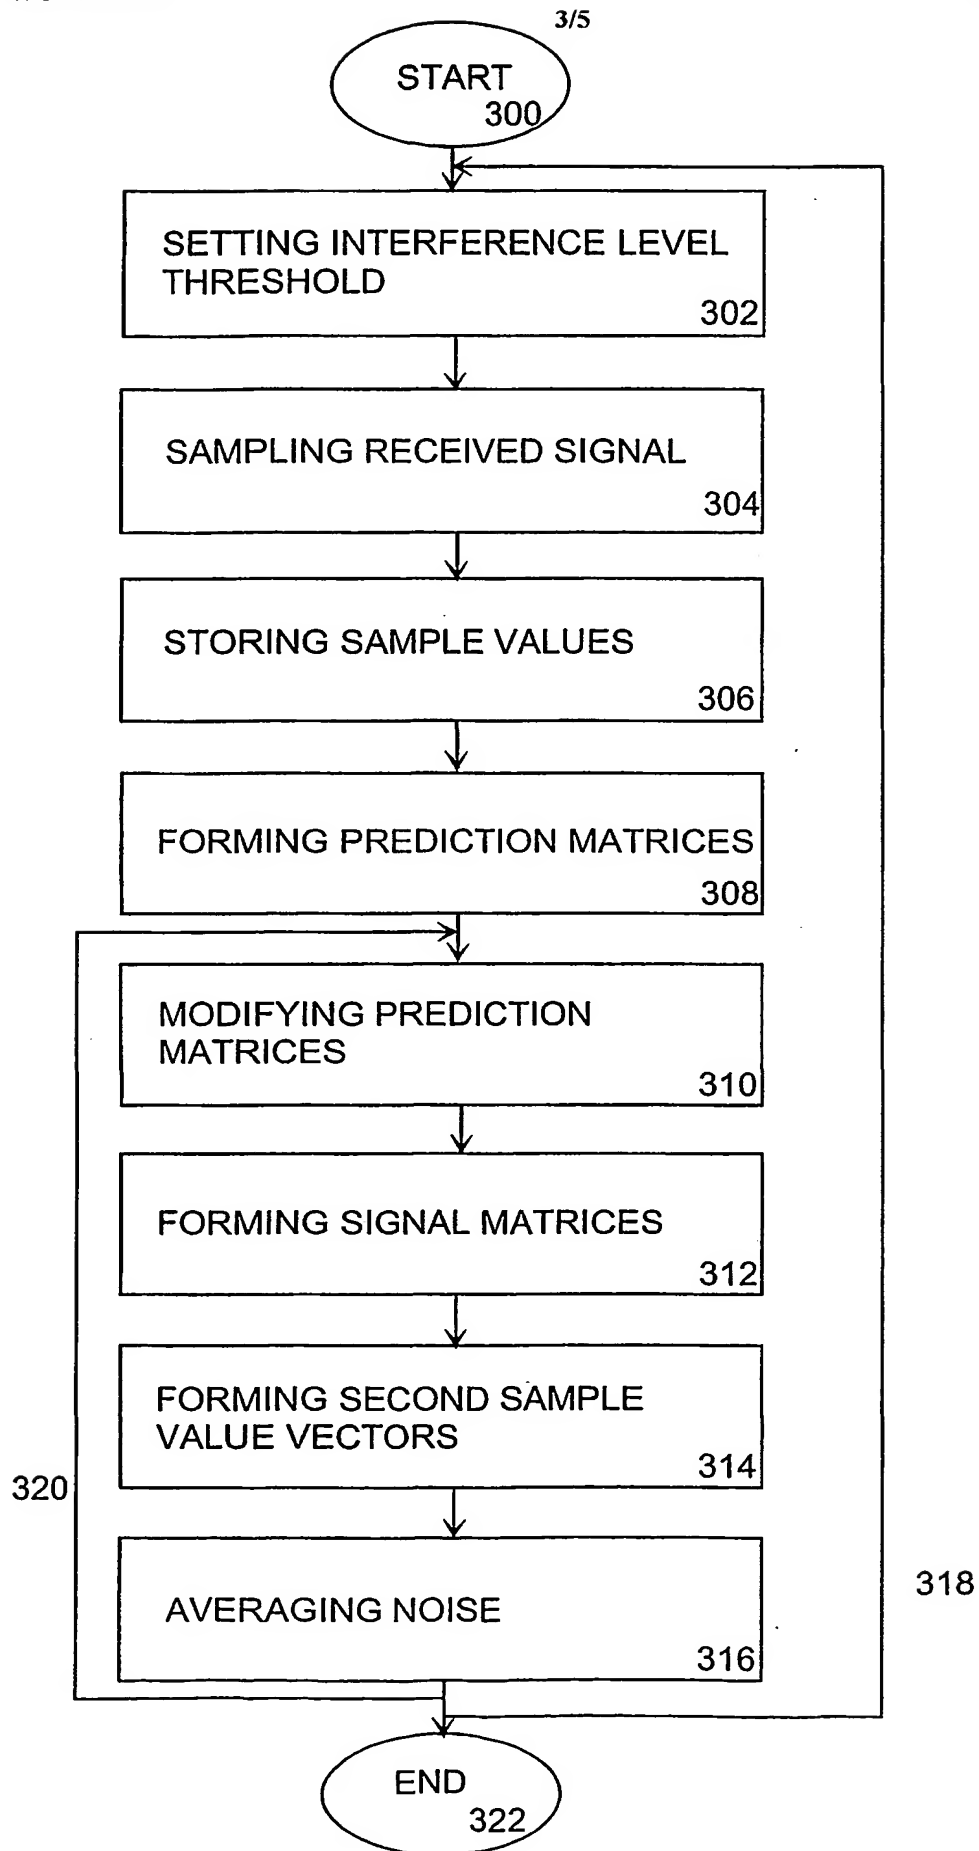 3/5
START
300
SETTING INTERFERENCE LEVEL
THRESHOLD
302
SAMPLING RECEIVED SIGNAL
304
STORING SAMPLE VALUES
306
FORMING PREDICTION MATRICES
308
MODIFYING PREDICTION
MATRICES
310
FORMING SIGNAL MATRICES
312
FORMING SECOND SAMPLE
VALUE VECTORS
314
320
AVERAGING NOISE
316
318
END
322